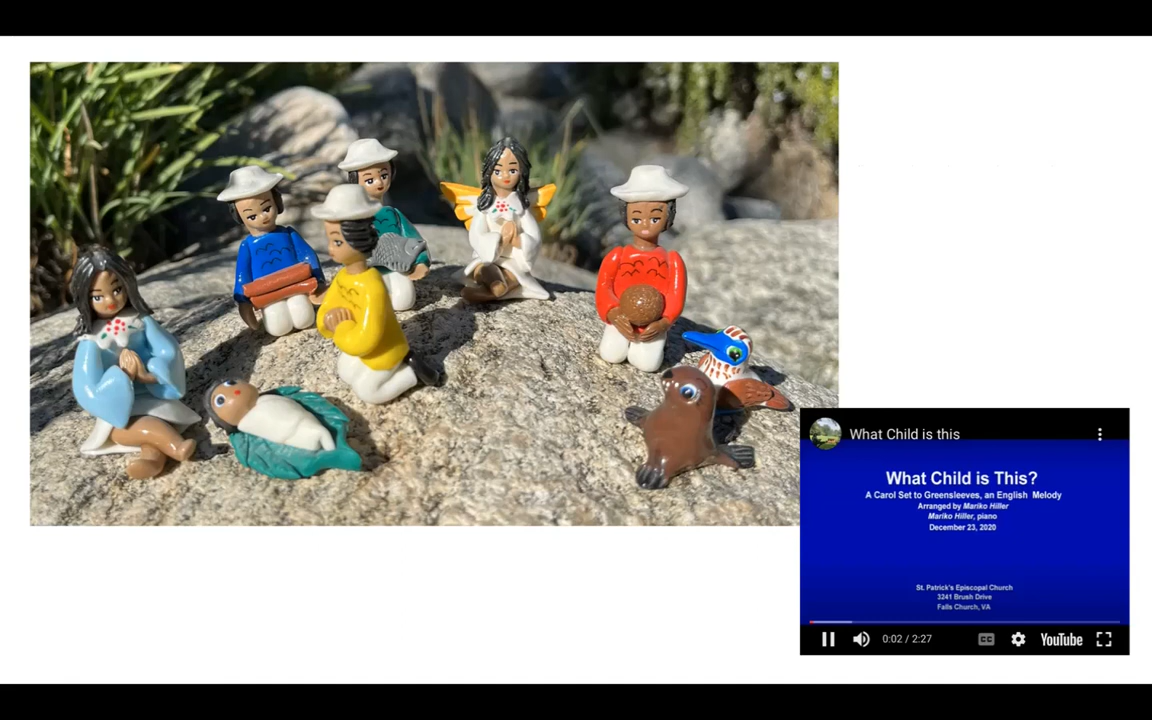 What Child is this
What Child is This?
A Carol Set to Greensleeves, an English Melody
Arranged by Mariko Hiller
Mariko Hiller, piano
December 23, 2020
St. Patrick's Episcopal Church
3241 Brush Drive
Falls Church, VA
0:02 / 2:27
CC
YouTube